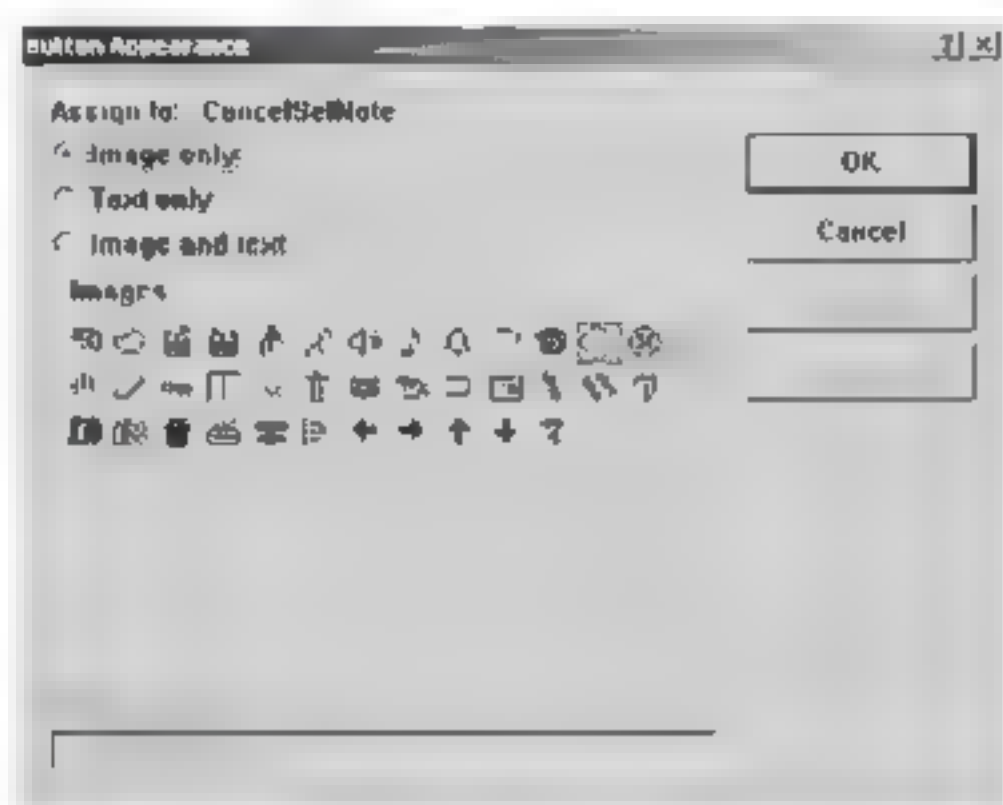 Button Appearance
Assign to: CancelSelNote
Image only
Text only
Image and text
Images
OK
Cancel